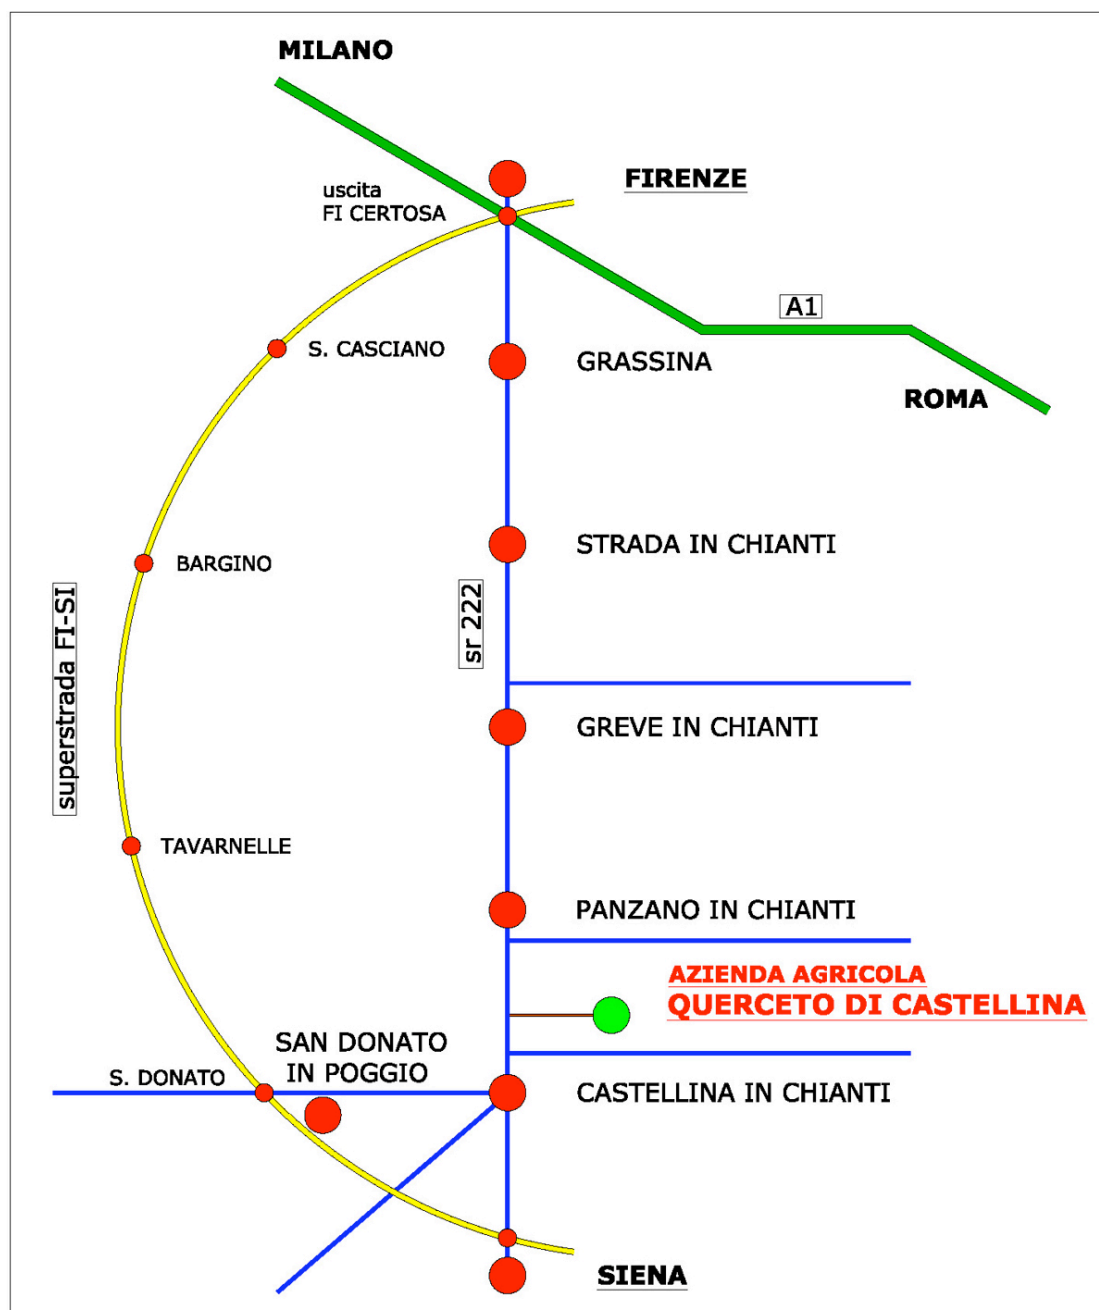 MILANO
FIRENZE
uscita
FI CERTOSA
A1
S. CASCIANO
GRASSINA
ROMA
STRADA IN CHIANTI
BARGINO
superstrada FI-SI
sr 222
GREVE IN CHIANTI
TAVARNELLE
PANZANO IN CHIANTI
AZIENDA AGRICOLA
QUERCETO DI CASTELLINA
SAN DONATO
IN POGGIO
S. DONATO
CASTELLINA IN CHIANTI
SIENA